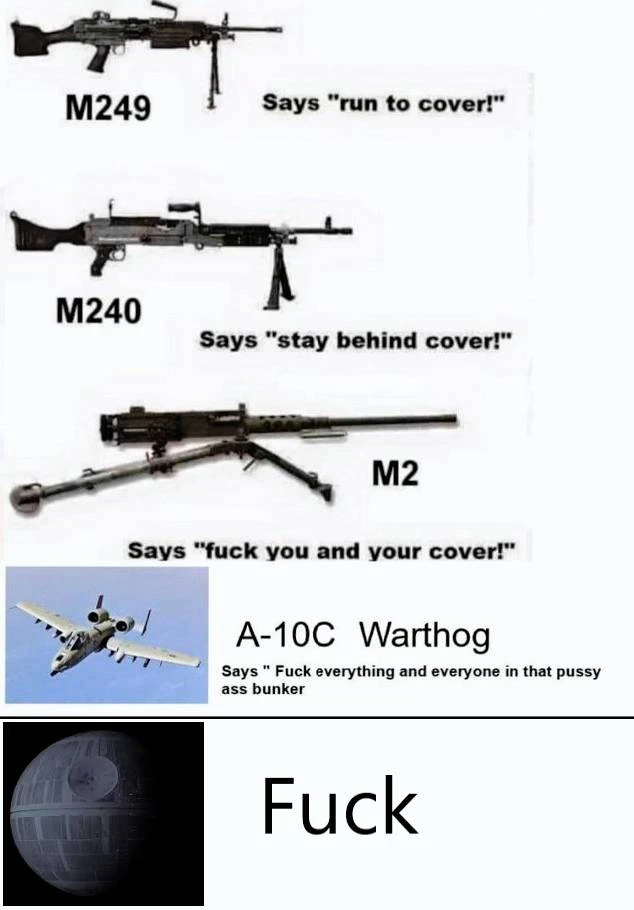 M249
Says "run to cover!"
M240
Says "stay behind cover!"
M2
Says "fuck you and your cover!"
A-10C Warthog
Says " Fuck everything and everyone in that pussy
ass bunker
Fuck